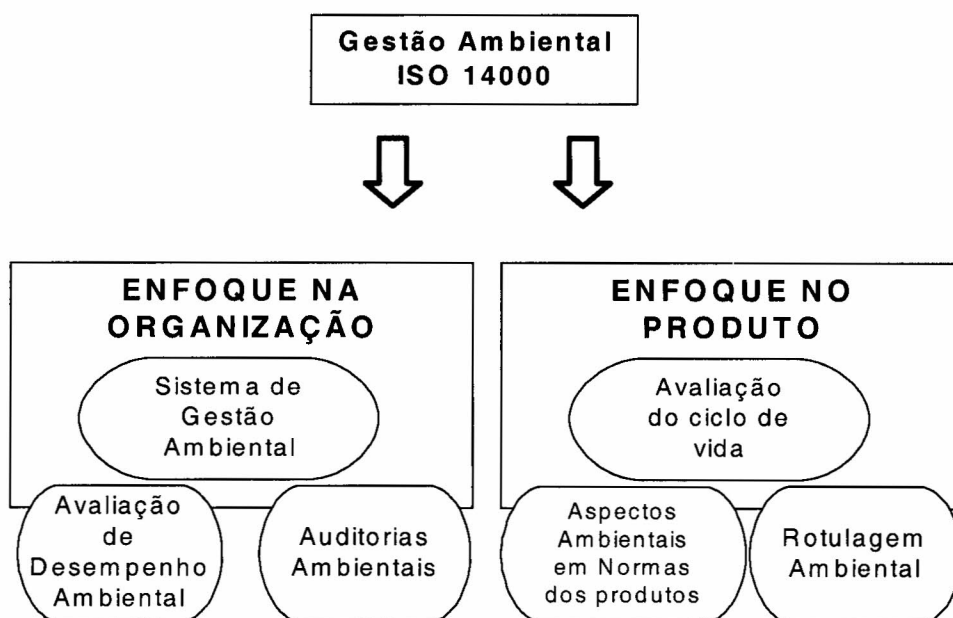 Gestão Ambiental
ISO 14000
ENFOQUE NA
ORGANIZAÇÃO
Sistema de
Gestão
Ambiental
Avaliação
de
Desempenho
Ambiental
Auditorias
Ambientais
ENFOQUE NO
PRODUTO
Avaliação
do ciclo de
vida
Aspectos
Ambientais
em Normas
dos produtos
Rotulagem
Ambiental